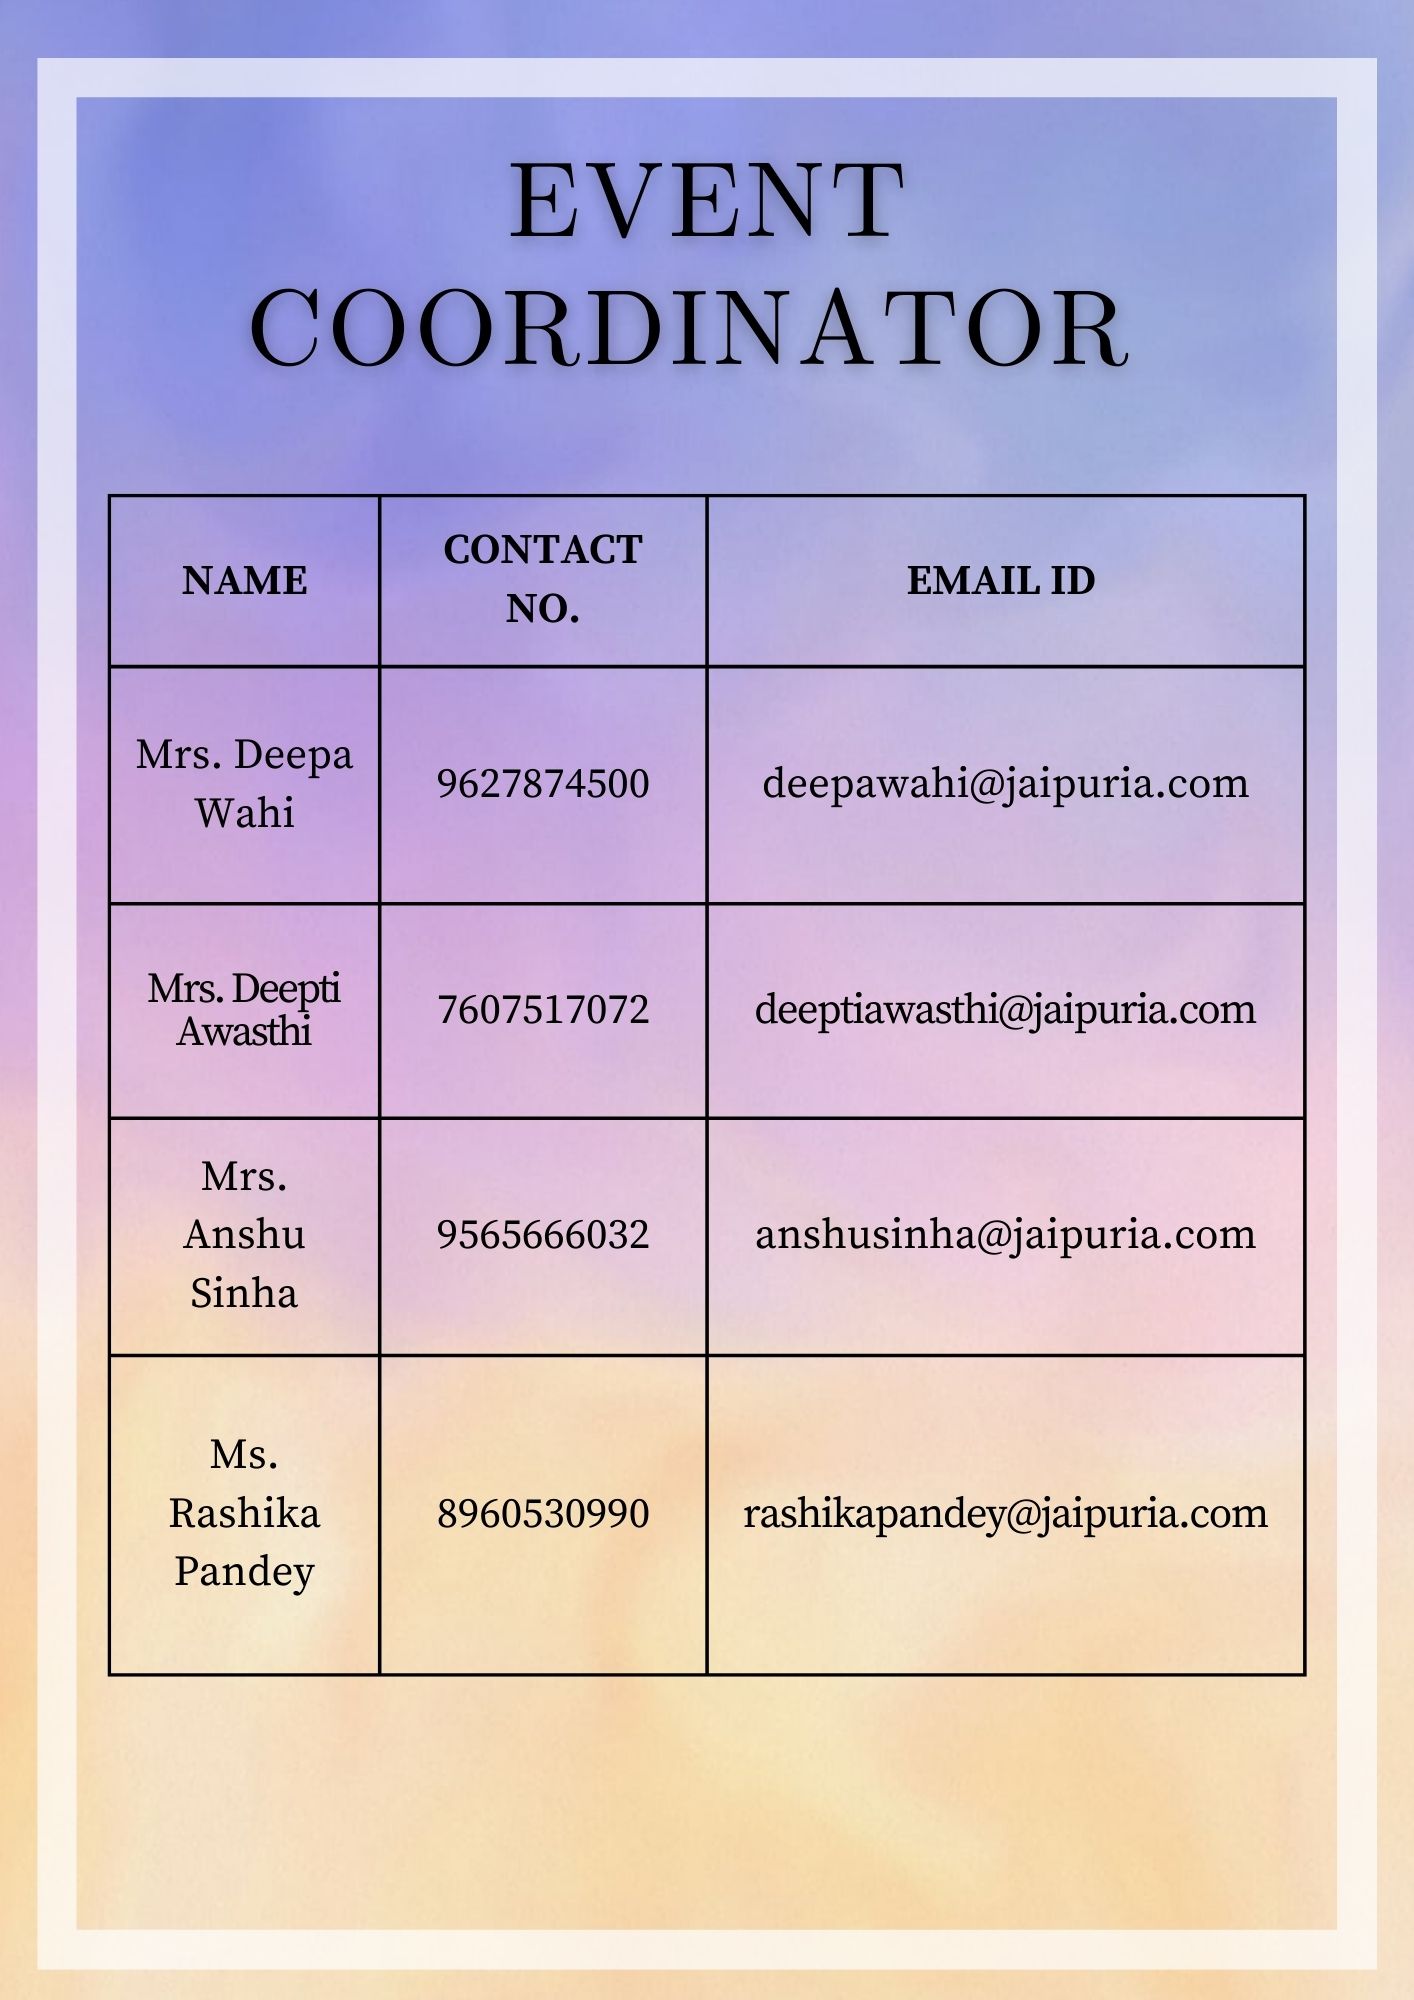 EVENT
COORDINATOR
NAME
CONTACT
NO.
EMAIL ID
Mrs. Deepa
Wahi
9627874500
deepawahi@jaipuria.com
Mrs. Deepti
Awasthi
7607517072
deeptiawasthi@jaipuria.com
Mrs.
Anshu
Sinha
9565666032
anshusinha@jaipuria.com
Ms.
Rashika
Pandey
8960530990
rashikapandey@jaipuria.com